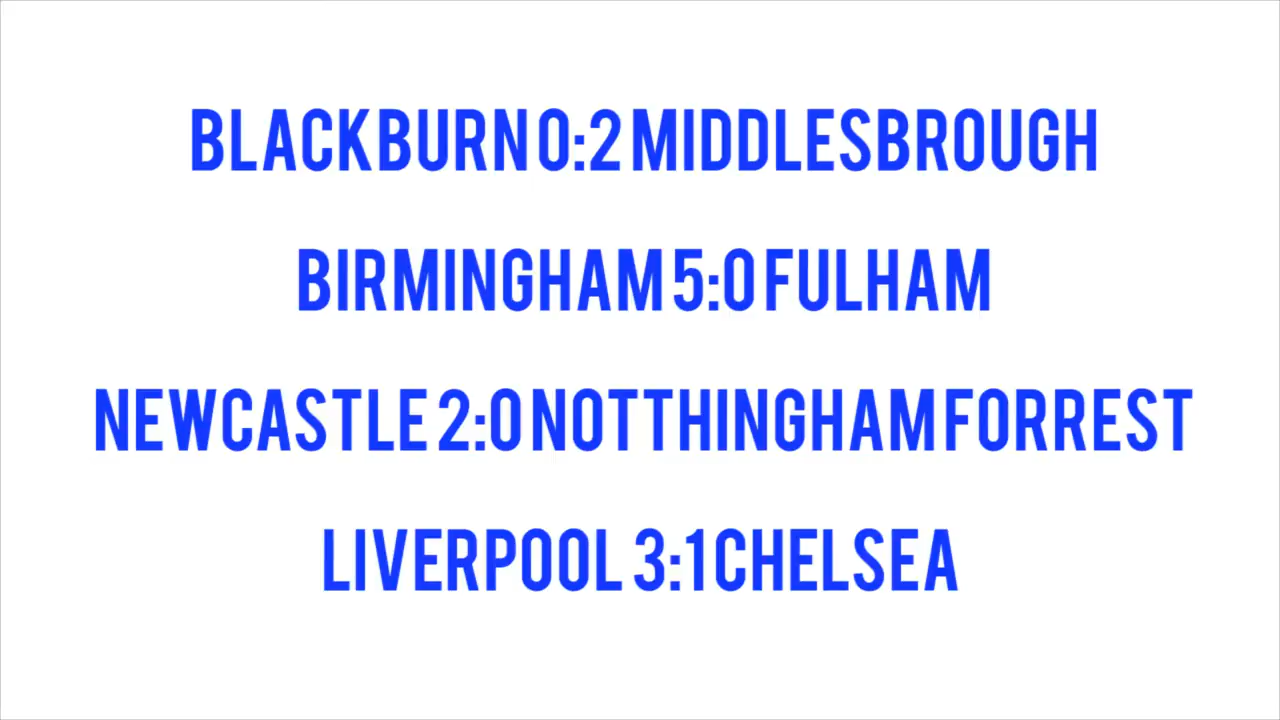 BLACKBURN 0:2 MIDDLESBROUGH
BIRMINGHAM 5:0 FULHAM
NEWCASTLE 2:0 NOTTHINGHAM FORREST
LIVERPOOL 3:1 CHELSEA